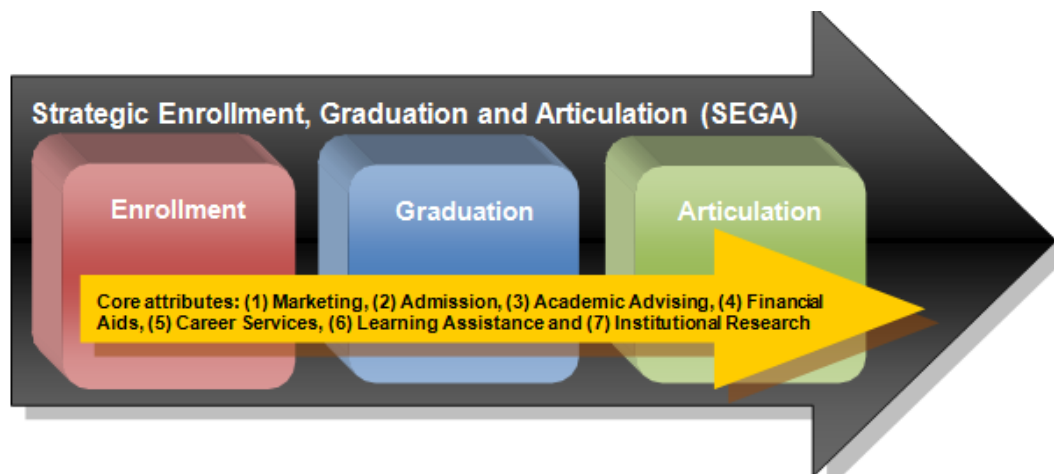 Strategic Enrollment, Graduation and Articulation (SEGA)
Enrollment
Graduation
Articulation
Core attributes: (1) Marketing, (2) Admission, (3) Academic Advising, (4) Financial
Aids, (5) Career Services, (6) Learning Assistance and (7) Institutional Research